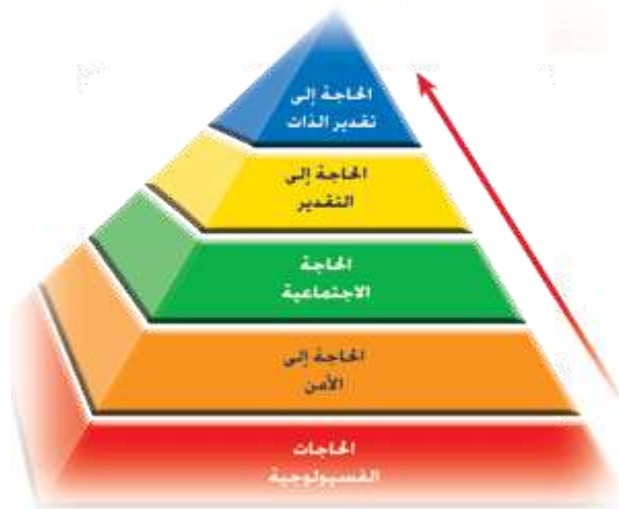 الحاجة إلى
تقدير الذات
الحاجة إلى
التقدير
الحاجة
الاجتماعية
الحاجة إلى
الأمن
الحاجات
الفسيولوجية